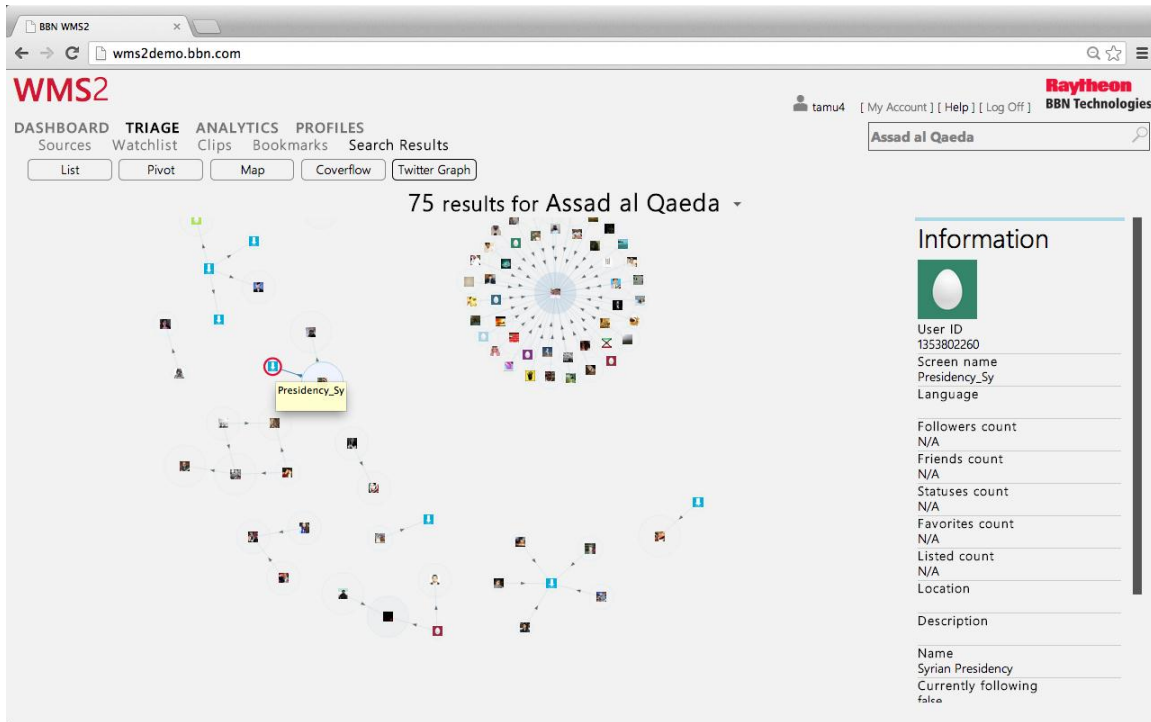 BBN WMS2
wms2demo.bbn.com
WMS2
Raytheon
BBN Technologies
tamu4 [ My Account ] [ Help ] [ Log Off ]
DASHBOARD TRIAGE ANALYTICS PROFILES
Assad al Qaeda
Sources Watchlist Clips Bookmarks Search Results
List Pivot Map Coverflow Twitter Graph
75 results for Assad al Qaeda
Presidency_Sy
Information
User ID
1353802260
Screen name
Presidency_Sy
Language
Followers count
N/A
Friends count
N/A
Statuses count
N/A
Favorites count
N/A
Listed count
N/A
Location
Description
Name
Syrian Presidency
Currently following
false